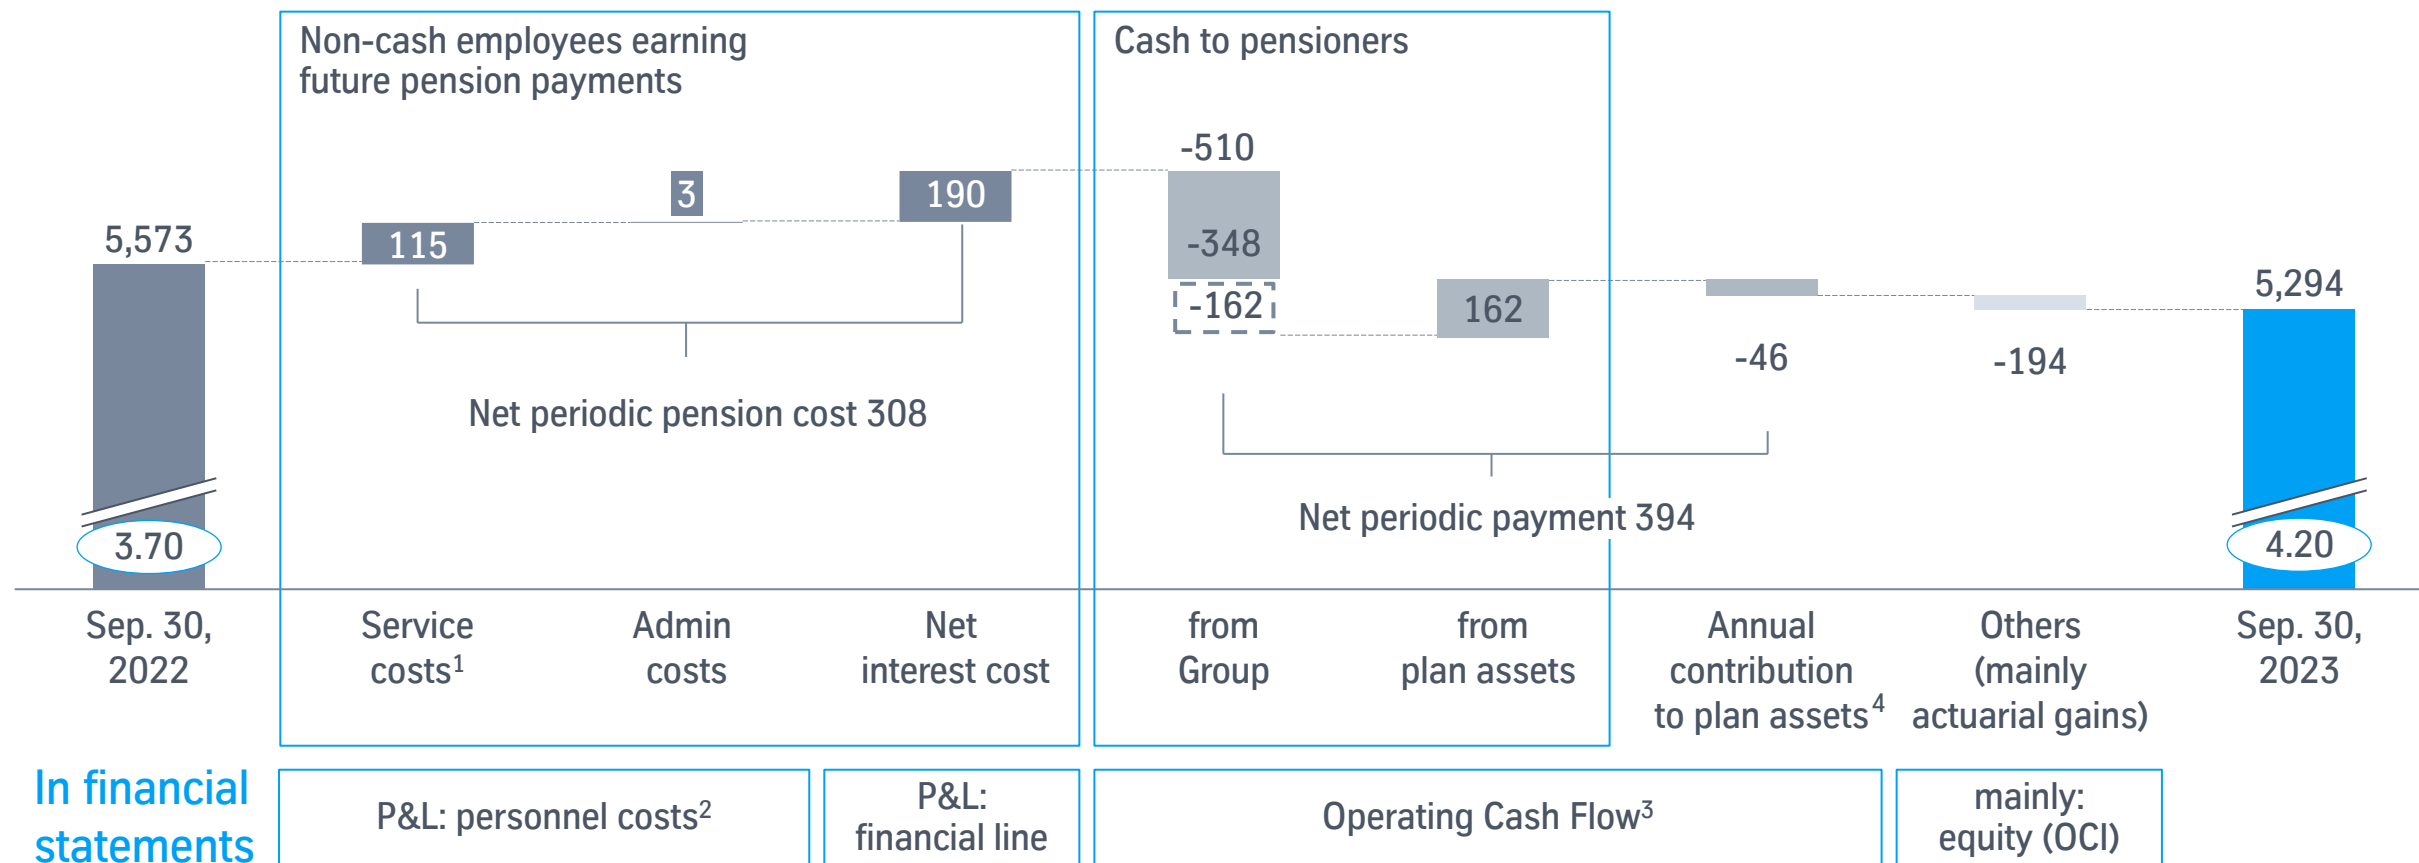 Non-cash employees earning
future pension payments
Cash to pensioners
5,573
115
3
190
-510
-348
-162
162
-46
-194
5,294
Net periodic pension cost 308
Net periodic payment 394
3.70
4.20
Sep. 30,
2022
Service
costs1
Admin
costs
Net
interest cost
from
Group
from
plan assets
Annual
contribution
to plan assets4
Others
(mainly
actuarial gains)
Sep. 30,
2023
In financial
statements
P&L: personnel costs2
P&L:
financial line
Operating Cash Flow3
mainly:
equity (OCI)